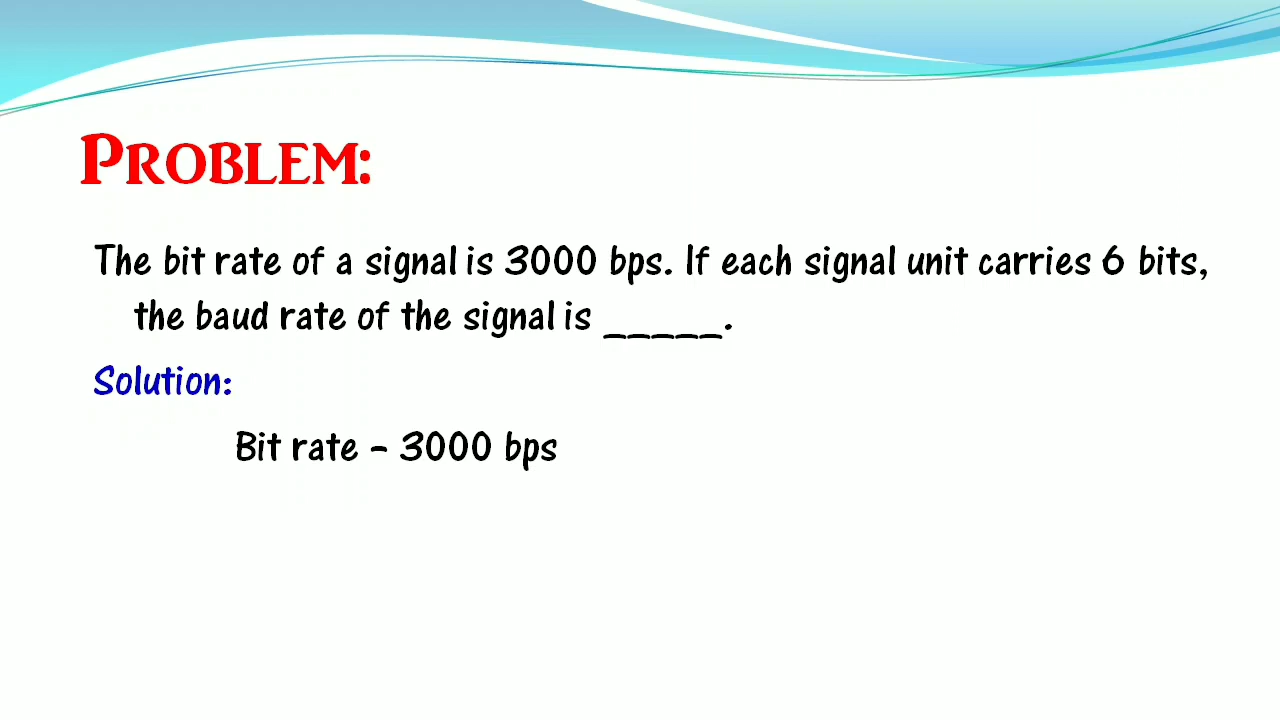 PROBLEM:
The bit rate of a signal is 3000 bps. If each signal unit carries 6 bits,
the baud rate of the signal is _____.
Solution:
Bit rate – 3000 bps